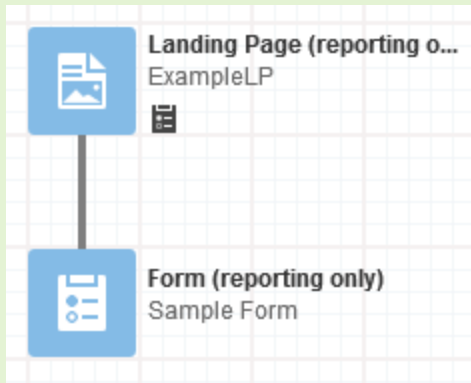 Landing Page (reporting o...
ExampleLP
Form (reporting only)
Sample Form